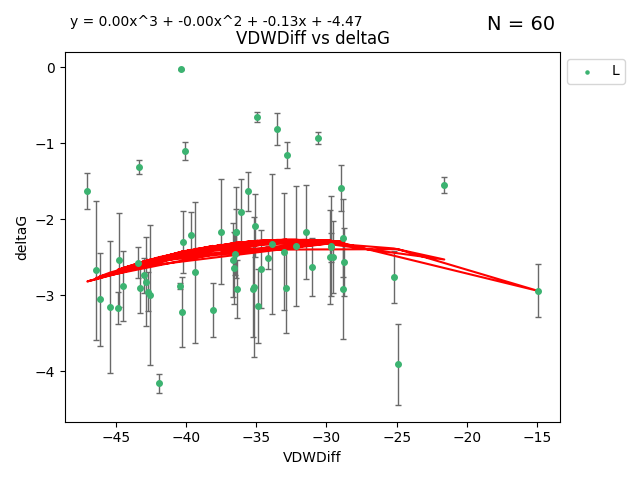 y = 0.00x^3 + -0.00x^2 + -0.13x + -4.47
N = 60
VDWDiff vs deltaG
L
deltaG
0
−1
−2
−3
−4
−45 −40 −35 −30 −25 −20 −15
VDWDiff